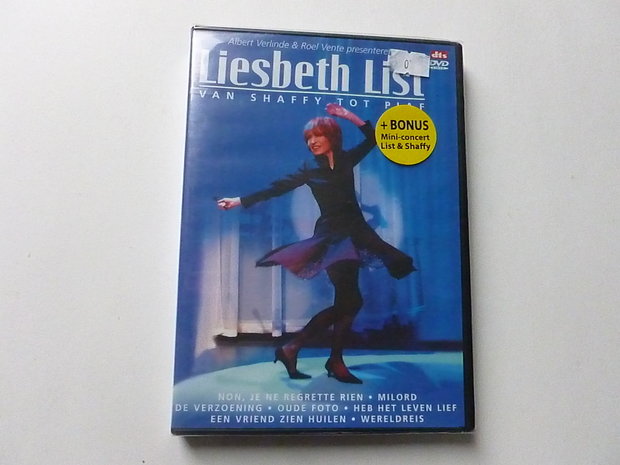 Albert Verlinde & Roel Vente presenteren
dts
DVD
Liesbeth List
VAN SHAFFY TOT PIAF
+ BONUS
Mini-concert
List & Shaffy
NON, JE NE REGRETTE RIEN • MILORD
DE VERZOENING • OUDE FOTO • HEB HET LEVEN LIEF
EEN VRIEND ZIEN HUILEN • WERELDREIS